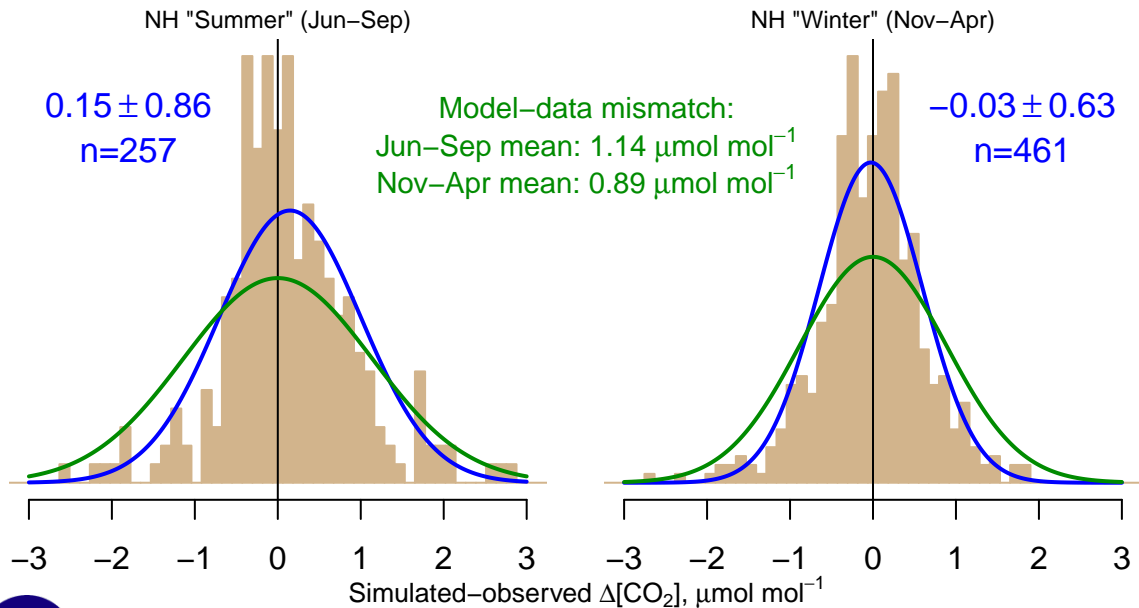 NH "Summer" (Jun−Sep)
0.15 ± 0.86
n=257
Model−data mismatch:
Jun−Sep mean: 1.14 μmol mol⁻¹
Nov−Apr mean: 0.89 μmol mol⁻¹
NH "Winter" (Nov−Apr)
−0.03 ± 0.63
n=461
−3 −2 −1 0 1 2 3
−3 −2 −1 0 1 2 3
Simulated−observed Δ[CO₂], μmol mol⁻¹